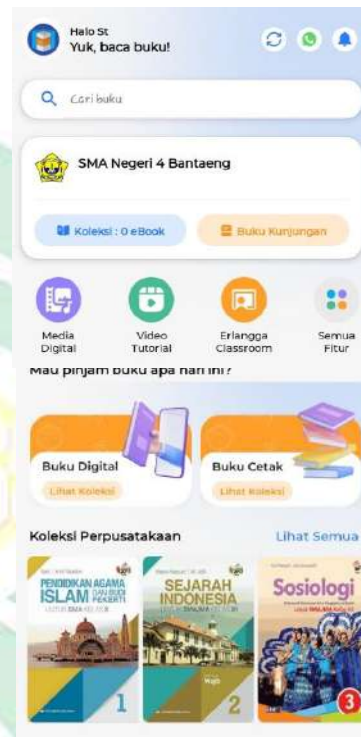 Halo St
Yuk, baca buku!
Cari buku
SMA Negeri 4 Bantaeng
Koleksi : 0 eBook
Buku Kunjungan
Media Digital
Video Tutorial
Erlangga Classroom
Semua Fitur
Mau pinjam buku apa hari ini?
Buku Digital
Lihat Koleksi
Buku Cetak
Lihat Koleksi
Koleksi Perpusatakaan
Lihat Semua
PENDIDIKAN AGAMA
ISLAM DAN BUDI PEKERTI
1
SEJARAH
INDONESIA
Wajib
2
Sosiologi
3